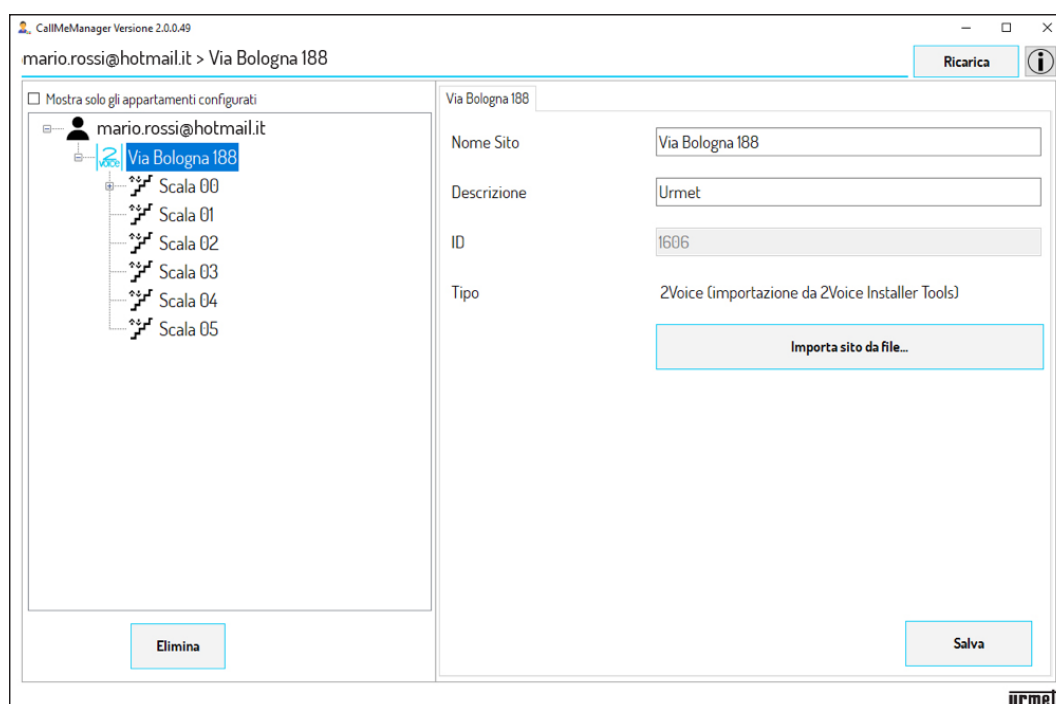 CallMeManager Versione 2.0.0.49
mario.rossi@hotmail.it > Via Bologna 188
Ricarica
Mostra solo gli appartamenti configurati
mario.rossi@hotmail.it
2 voice Via Bologna 188
Scala 00
Scala 01
Scala 02
Scala 03
Scala 04
Scala 05
Elimina
Via Bologna 188
Nome Sito Via Bologna 188
Descrizione Urmet
ID 1606
Tipo 2Voice (importazione da 2Voice Installer Tools)
Importa sito da file...
Salva
urmet